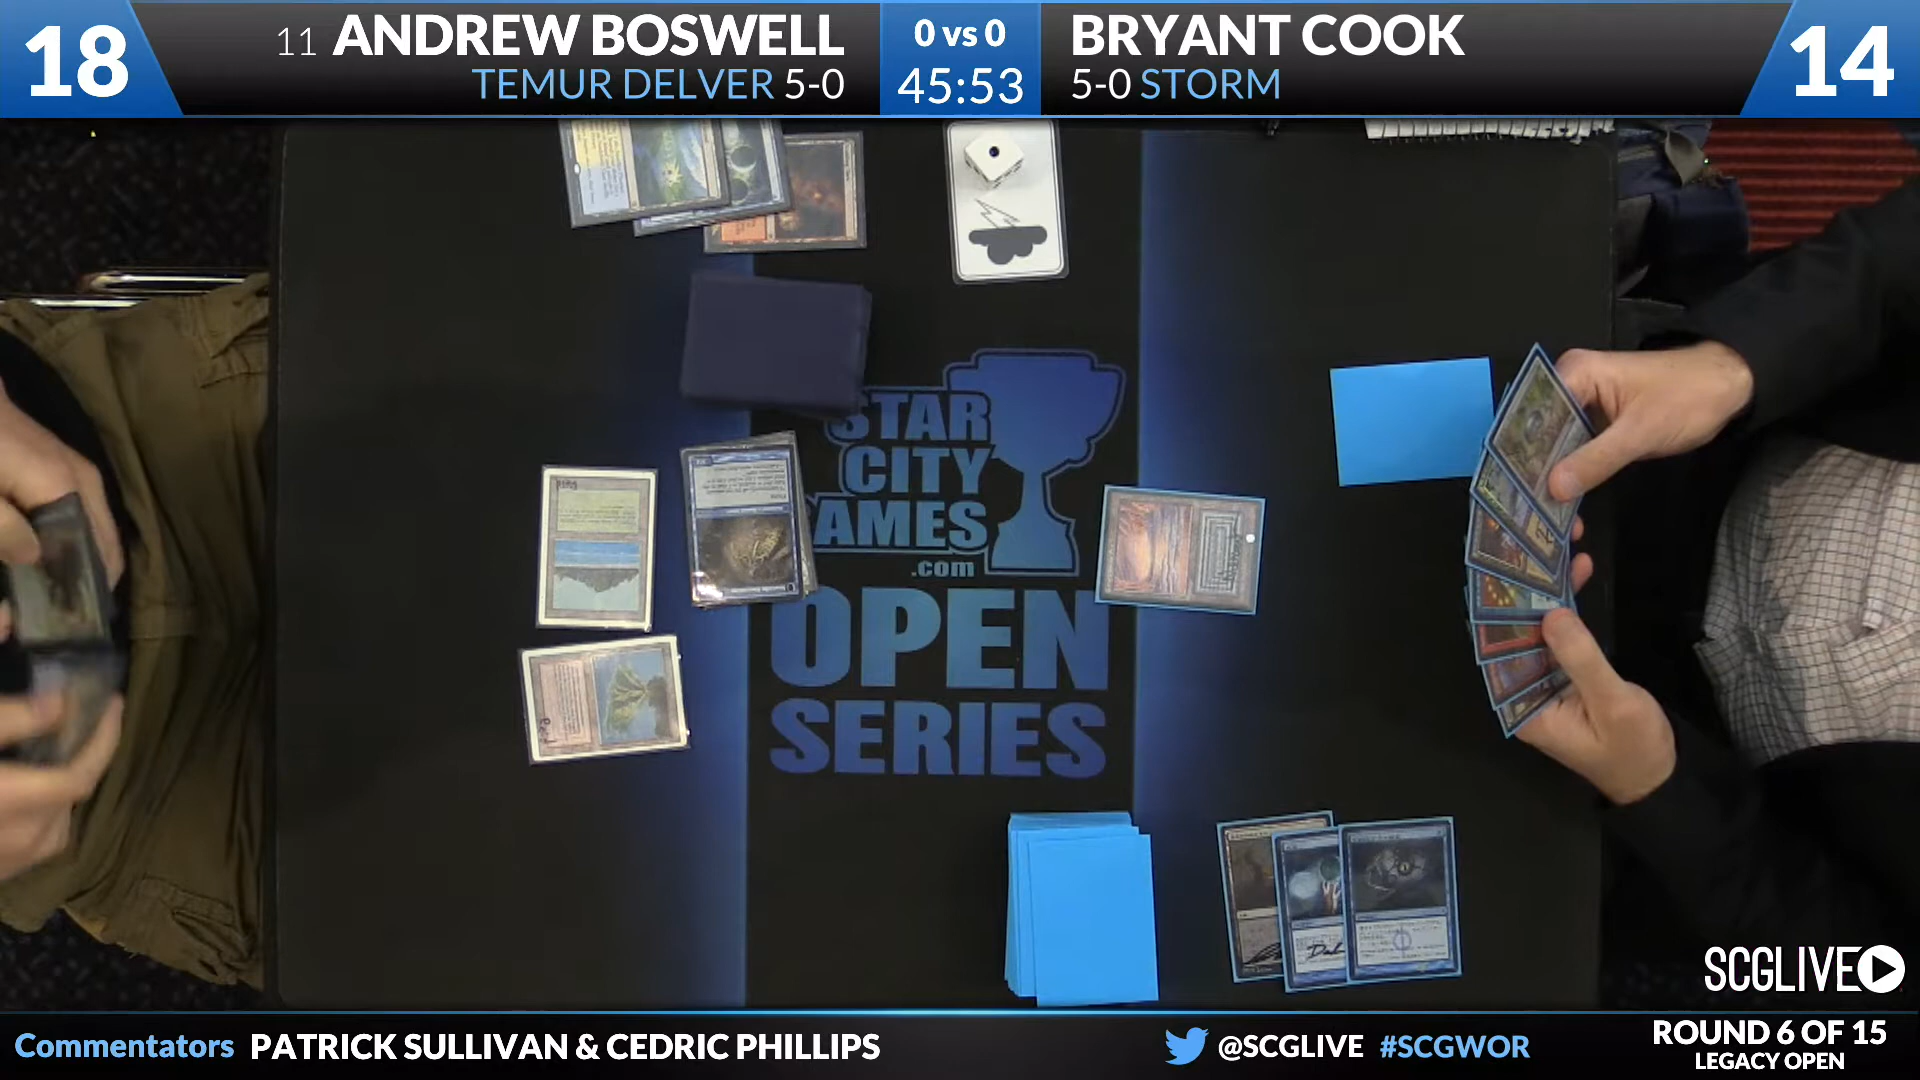 18
11 ANDREW BOSWELL
TEMUR DELVER 5-0
0 vs 0
45:53
BRYANT COOK
5-0 STORM
14
STAR
CITY
GAMES
.com
OPEN
SERIES
SCGLIVE
Commentators PATRICK SULLIVAN & CEDRIC PHILLIPS
@SCGLIVE #SCGWOR
ROUND 6 OF 15
LEGACY OPEN